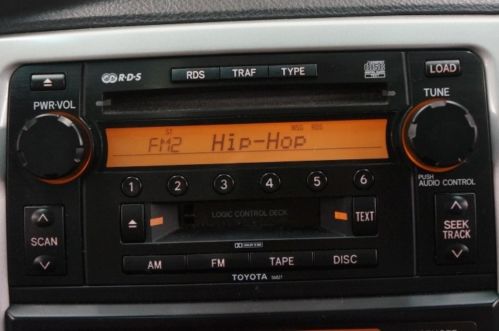 RDS TRAF TYPE
LOAD
R·D·S
PWR·VOL
TUNE
ST
MSG RDS
FM2 Hip-Hop
PUSH
AUDIO CONTROL
1 2 3 4 5 6
LOGIC CONTROL DECK
TEXT
SCAN
SEEK
TRACK
AM FM TAPE DISC
TOYOTA